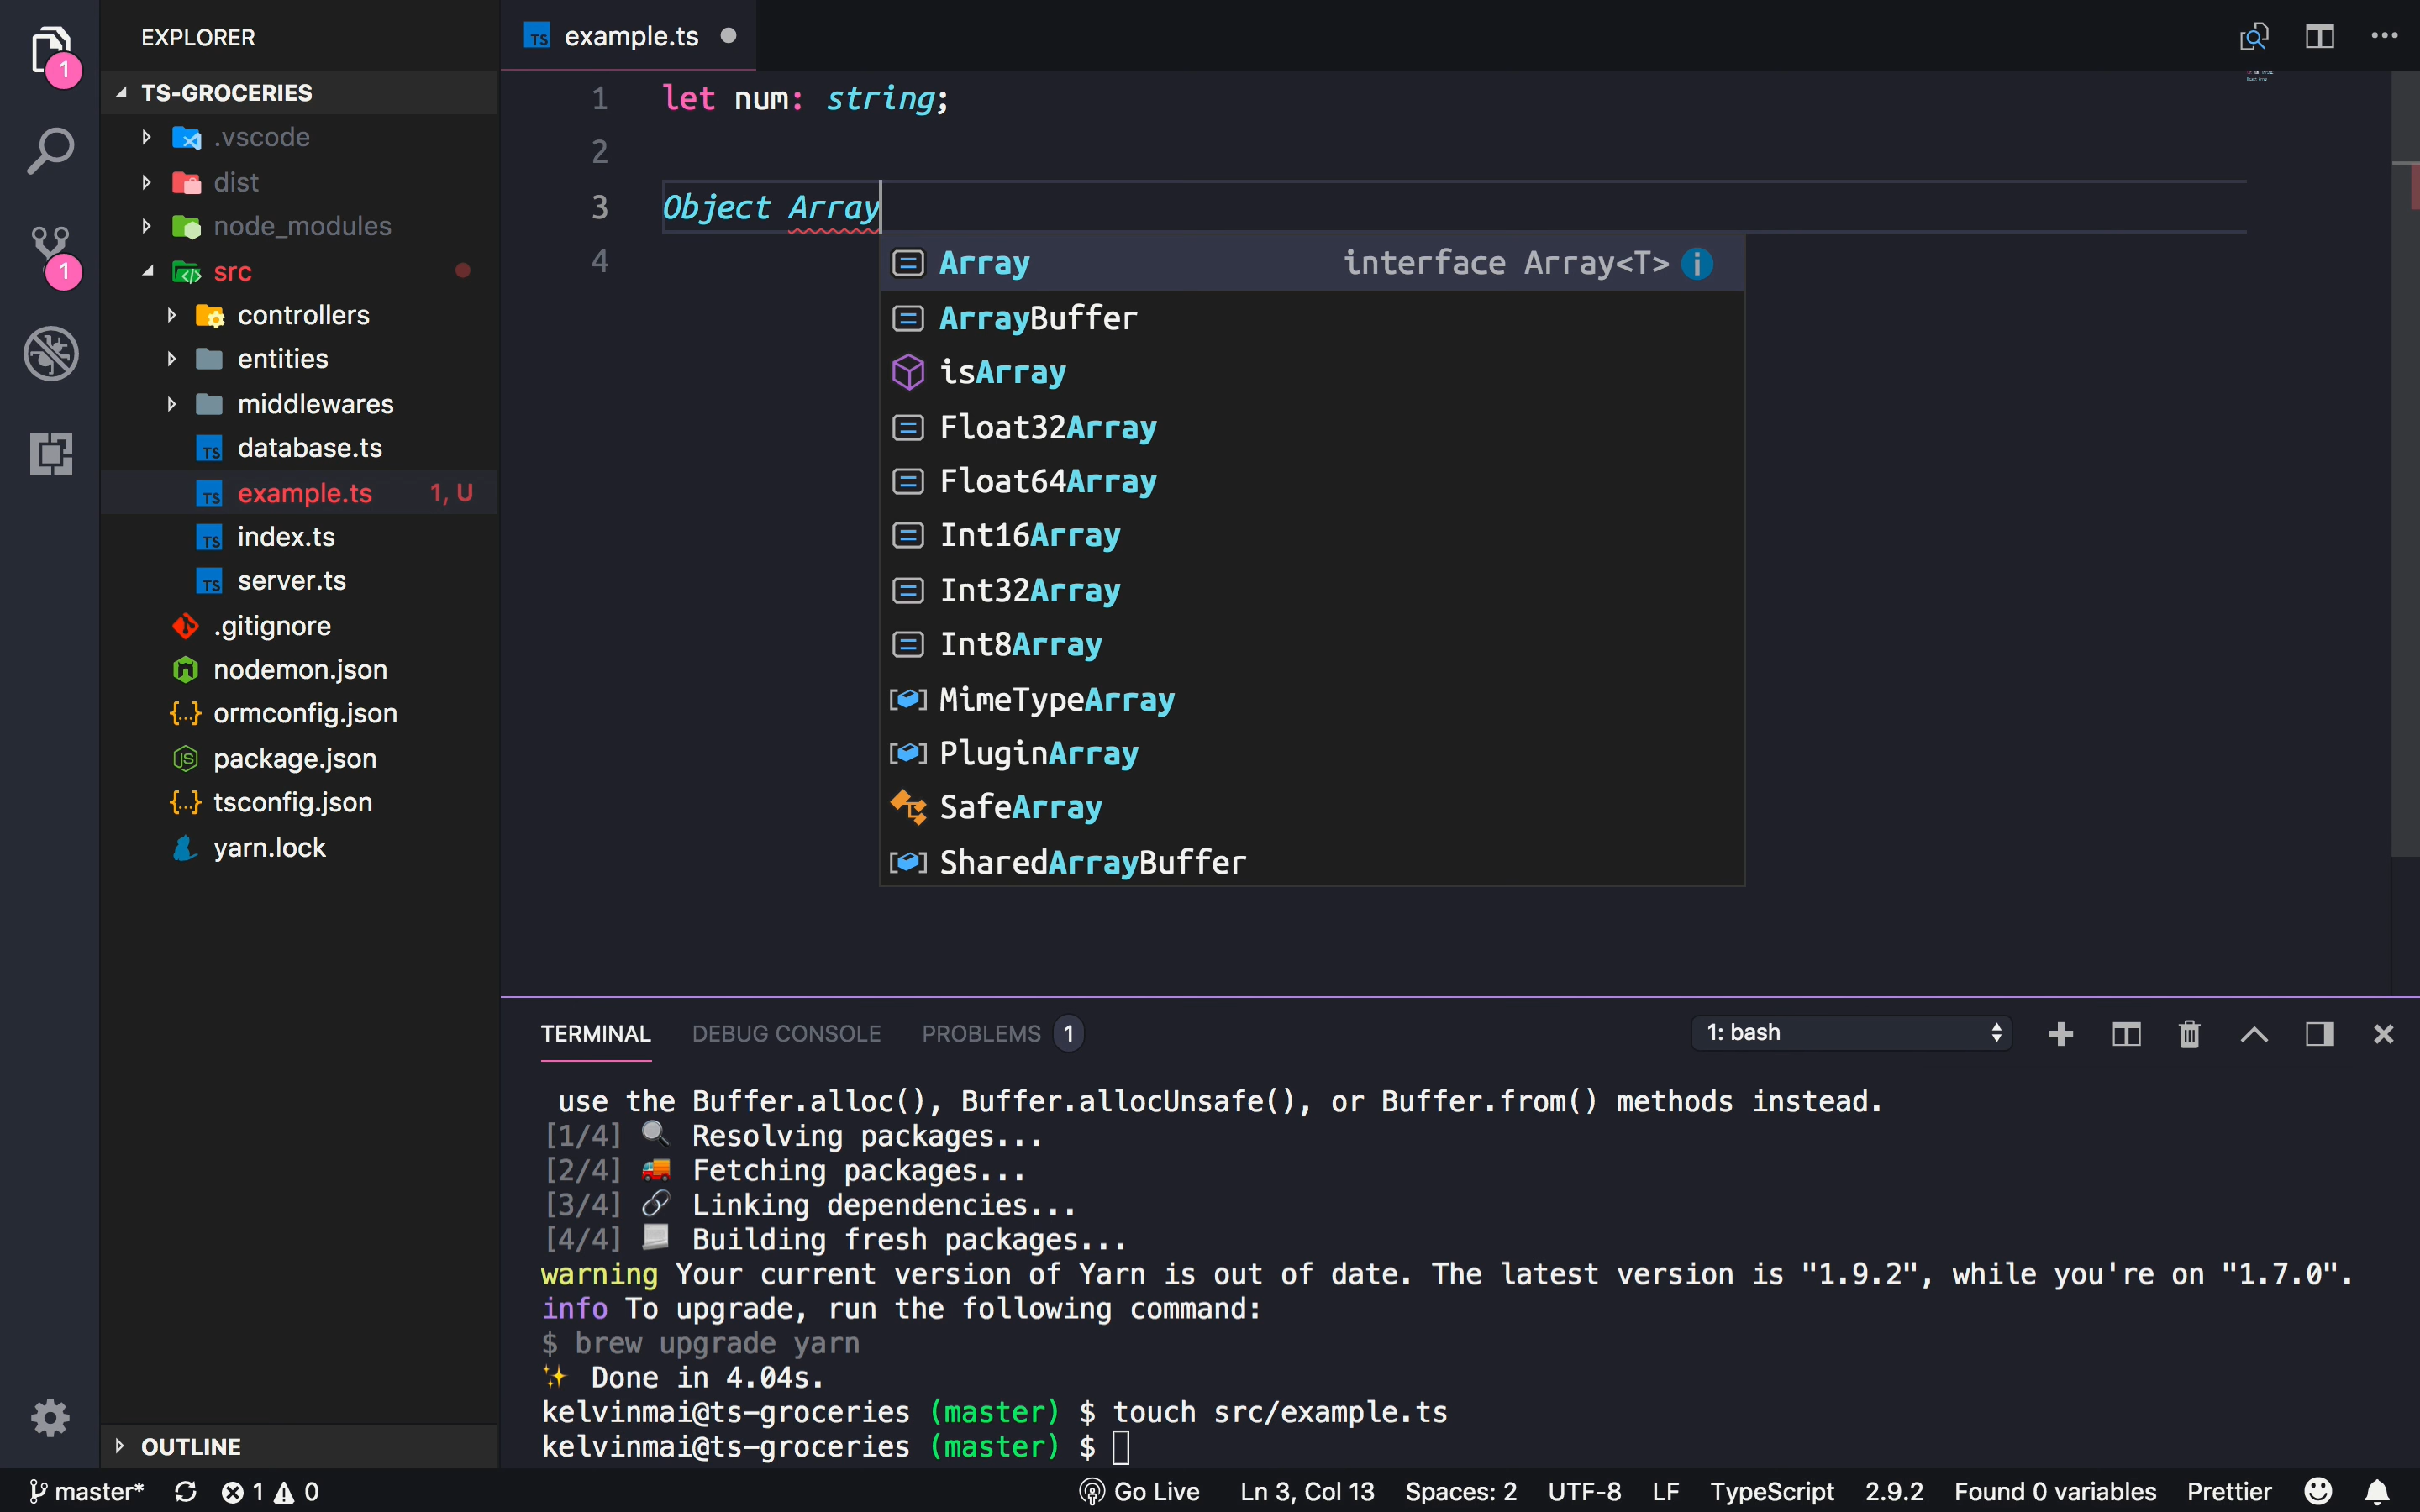 EXPLORER
TS-GROCERIES
.vscode
dist
node_modules
src
controllers
entities
middlewares
TS database.ts
TS example.ts 1, U
TS index.ts
TS server.ts
.gitignore
nodemon.json
{..} ormconfig.json
JS package.json
{..} tsconfig.json
yarn.lock
OUTLINE
1
1
TS example.ts
1 let num: string;
2
3 Object Array
4
Array interface Array<T> i
ArrayBuffer
isArray
Float32Array
Float64Array
Int16Array
Int32Array
Int8Array
MimeTypeArray
PluginArray
SafeArray
SharedArrayBuffer
TERMINAL DEBUG CONSOLE PROBLEMS 1 1: bash
use the Buffer.alloc(), Buffer.allocUnsafe(), or Buffer.from() methods instead.
[1/4] 🔍 Resolving packages...
[2/4] 🚚 Fetching packages...
[3/4] 🔗 Linking dependencies...
[4/4] 📃 Building fresh packages...
warning Your current version of Yarn is out of date. The latest version is "1.9.2", while you're on "1.7.0".
info To upgrade, run the following command:
$ brew upgrade yarn
✨ Done in 4.04s.
kelvinmai@ts-groceries (master) $ touch src/example.ts
kelvinmai@ts-groceries (master) $
master* 1 0 Go Live Ln 3, Col 13 Spaces: 2 UTF-8 LF TypeScript 2.9.2 Found 0 variables Prettier